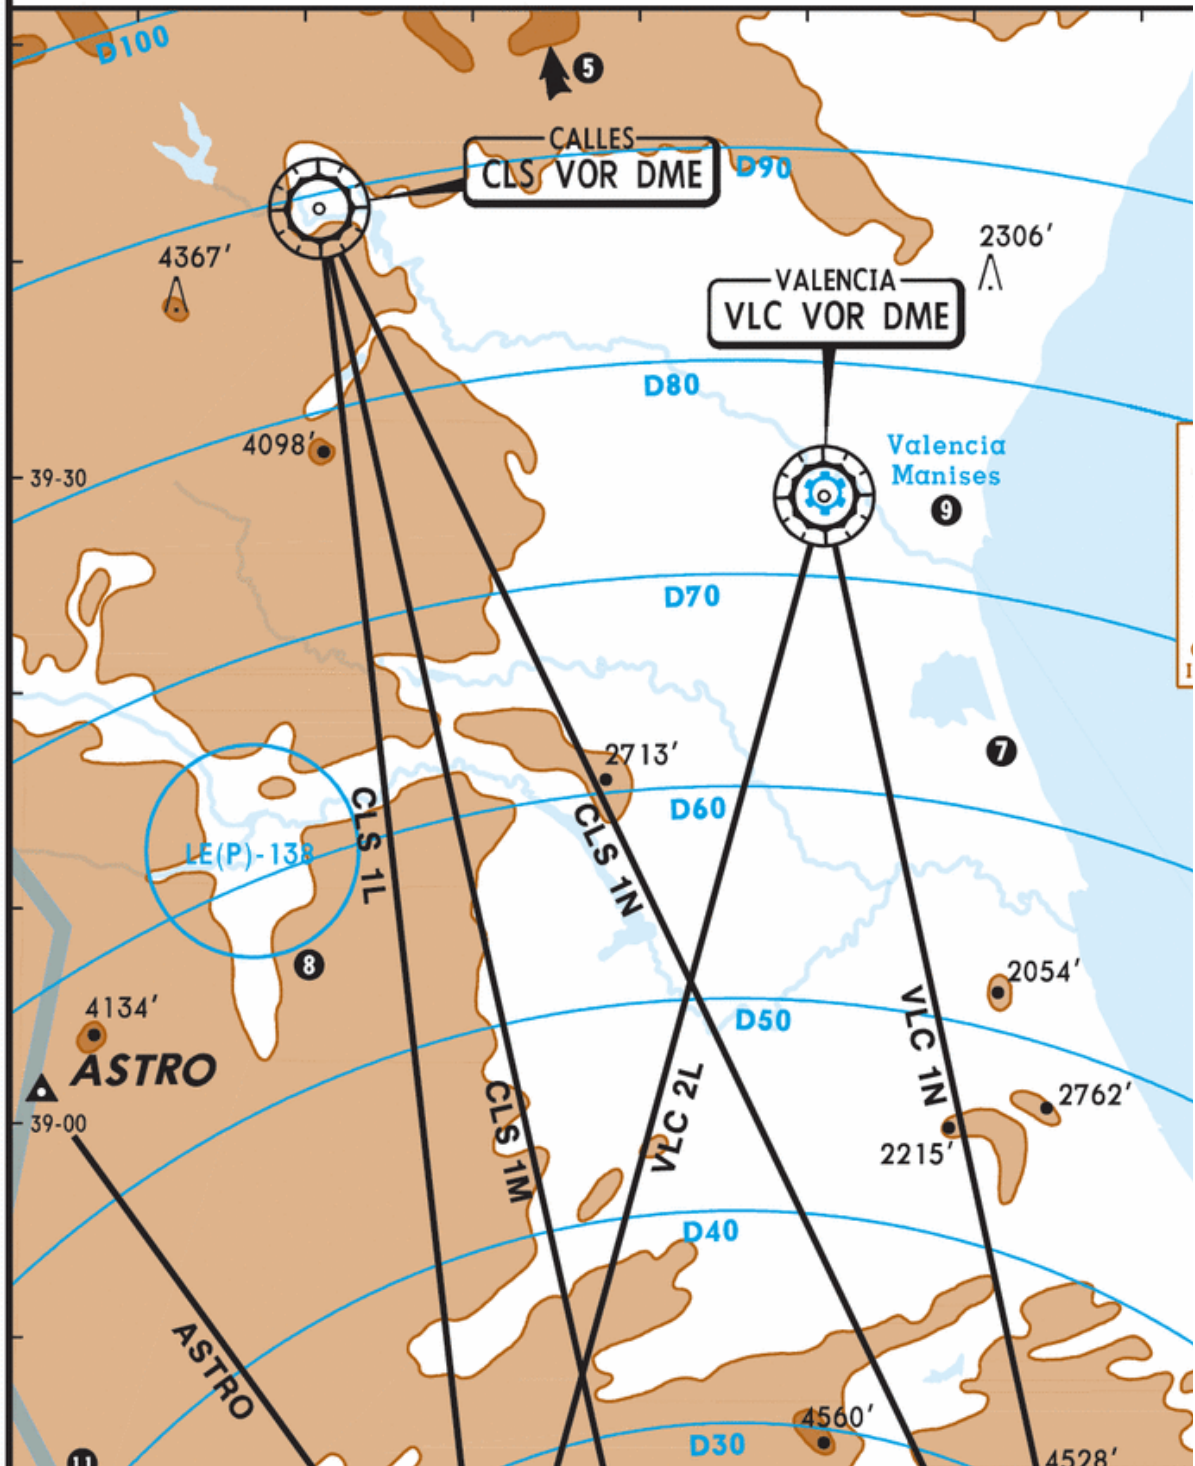 D100
5
CALLES
CLS VOR DME
D90
4367'
2306'
VALENCIA
VLC VOR DME
D80
4098'
39-30
Valencia
Manises
9
D70
7
2713'
D60
CLS 1L
CLS 1N
LE(P)-138
8
4134'
ASTRO
39-00
D50
2054'
VLC 1N
2762'
2215'
VLC 2L
CLS 1M
D40
ASTRO
4560'
D30
4528'
11